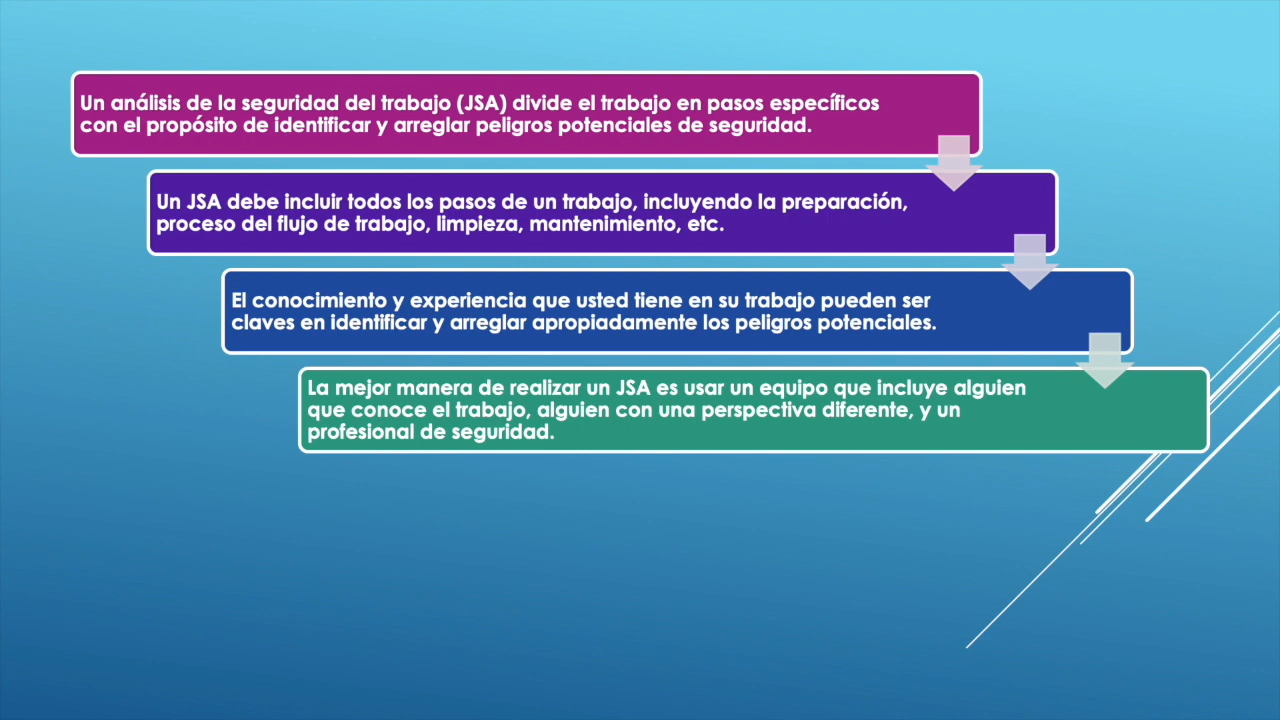 Un análisis de la seguridad del trabajo (JSA) divide el trabajo en pasos específicos
con el propósito de identificar y arreglar peligros potenciales de seguridad.
Un JSA debe incluir todos los pasos de un trabajo, incluyendo la preparación,
proceso del flujo de trabajo, limpieza, mantenimiento, etc.
El conocimiento y experiencia que usted tiene en su trabajo pueden ser
claves en identificar y arreglar apropiadamente los peligros potenciales.
La mejor manera de realizar un JSA es usar un equipo que incluye alguien
que conoce el trabajo, alguien con una perspectiva diferente, y un
profesional de seguridad.